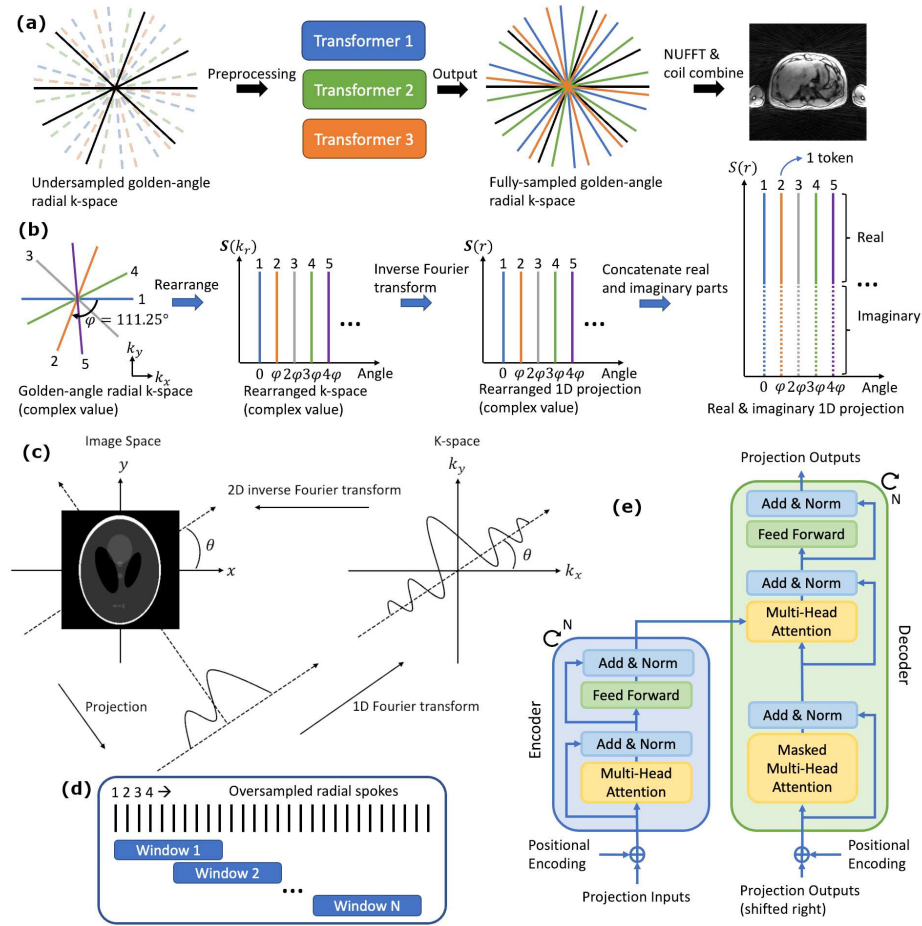 (a)
Transformer 1
Transformer 2
Transformer 3
Preprocessing
Output
NUFFT &
coil combine
Undersampled golden-angle
radial k-space
Fully-sampled golden-angle
radial k-space
(b)
3
4
1
2
5
φ = 111.25°
k_y
k_x
Golden-angle radial k-space
(complex value)
Rearrange
S(k_r)
1 2 3 4 5
...
0 φ 2φ 3φ 4φ Angle
Rearranged k-space
(complex value)
Inverse Fourier
transform
S(r)
1 2 3 4 5
...
0 φ 2φ 3φ 4φ Angle
Rearranged 1D projection
(complex value)
Concatenate real
and imaginary parts
1 token
S(r)
1 2 3 4 5
Real
...
Imaginary
0 φ 2φ 3φ 4φ Angle
Real & imaginary 1D projection
(c)
Image Space
y
x
θ
2D inverse Fourier transform
K-space
k_y
k_x
θ
Projection
1D Fourier transform
(d)
1 2 3 4 →
Oversampled radial spokes
Window 1
Window 2
...
Window N
(e)
Projection Outputs
N
Add & Norm
Feed Forward
Add & Norm
Multi-Head
Attention
Decoder
Add & Norm
Masked
Multi-Head
Attention
Positional
Encoding
Projection Outputs
(shifted right)
N
Encoder
Add & Norm
Feed Forward
Add & Norm
Multi-Head
Attention
Positional
Encoding
Projection Inputs